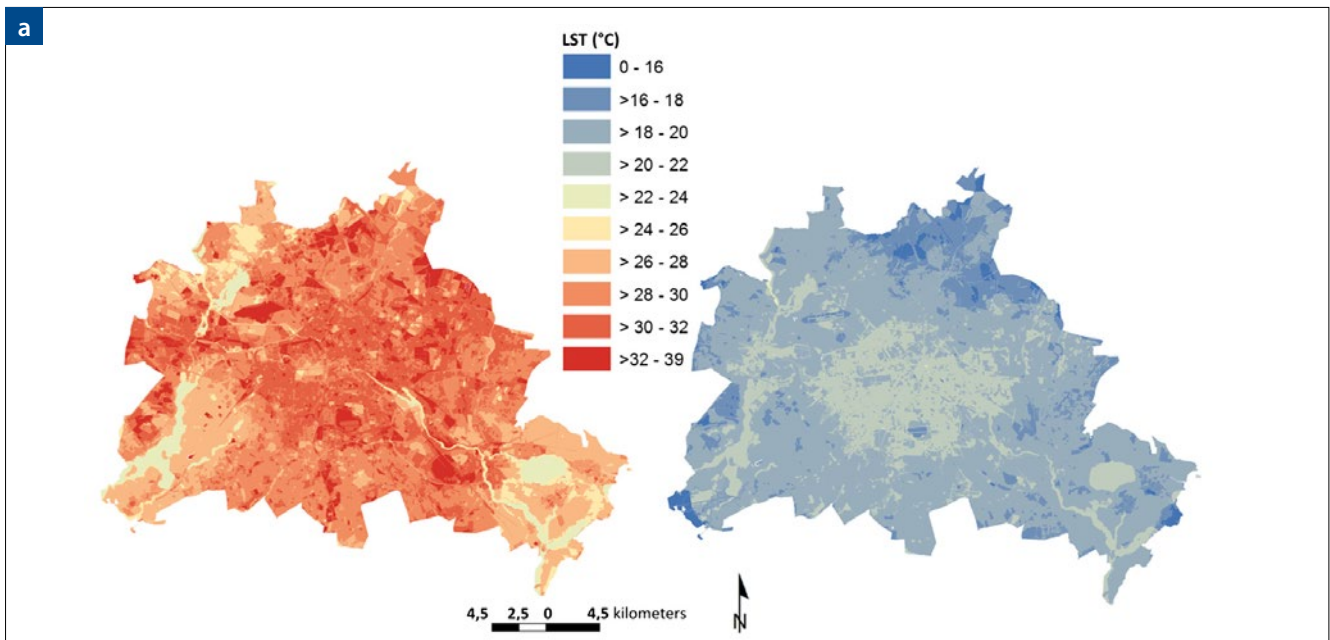 a
LST (°C)
0 - 16
>16 - 18
> 18 - 20
> 20 - 22
> 22 - 24
> 24 - 26
> 26 - 28
> 28 - 30
> 30 - 32
>32 - 39
4,5 2,5 0 4,5 kilometers
N